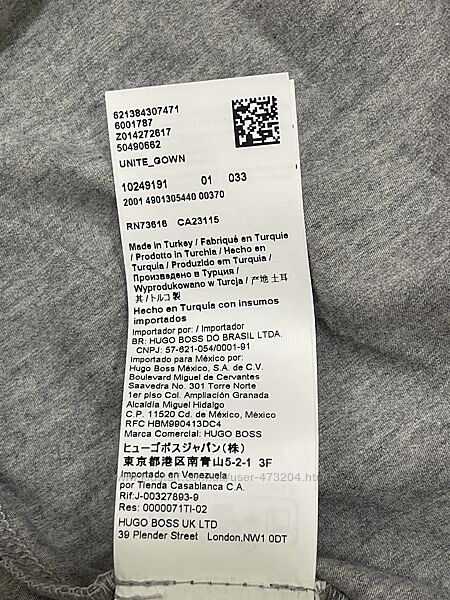 621384307471
6001787
Z014272617
50490662
UNITE_GOWN
10249191 01 033
2001 4901305440 00370
RN73616 CA23115
Made in Turkey / Fabriqué en Turquie
/ Prodotto in Turchia / Hecho en
Turquía / Produzido em Turquia /
Произведено в Турция /
Wyprodukowano w Turcja / 产地 土耳
其 / トルコ 製
Hecho en Turquía con insumos
importados
Importado por: / Importador
BR: HUGO BOSS DO BRASIL LTDA.
CNPJ: 57-621-054/0001-91
Importado para México por:
Hugo Boss México, S.A. de C.V.
Boulevard Miguel de Cervantes
Saavedra No. 301 Torre Norte
1er piso Col. Ampliación Granada
Alcaldía Miguel Hidalgo
C.P. 11520 Cd. de México, México
RFC HBM990413DC4
Marca Comercial: HUGO BOSS
ヒューゴボスジャパン(株)
東京都港区南青山5-2-1 3F
Importado en Venezuela
por Tienda Casablanca C.A.
Rif:J-00327893-9
Res: 0000071TI-02
HUGO BOSS UK LTD
39 Plender Street London,NW1 0DT